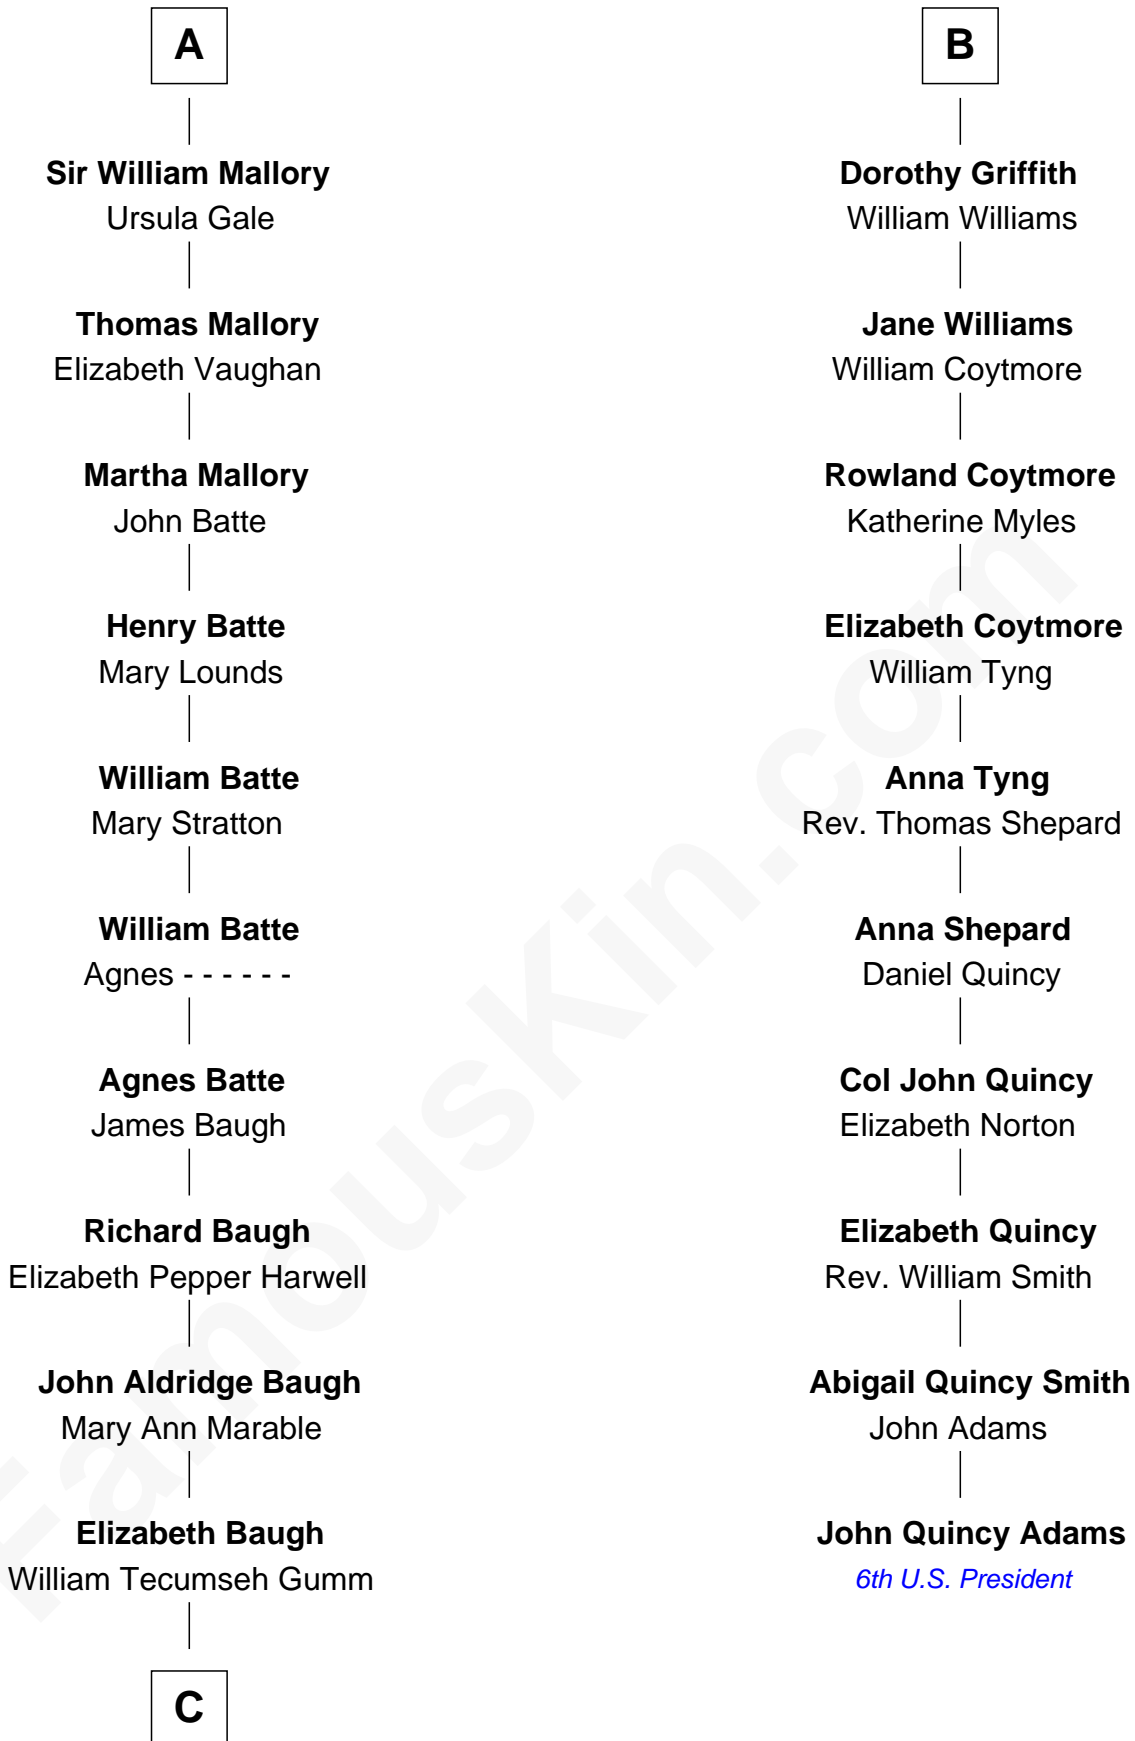 A
Sir William Mallory
Ursula Gale
Thomas Mallory
Elizabeth Vaughan
Martha Mallory
John Batte
Henry Batte
Mary Lounds
William Batte
Mary Stratton
William Batte
Agnes - - - - - -
Agnes Batte
James Baugh
Richard Baugh
Elizabeth Pepper Harwell
John Aldridge Baugh
Mary Ann Marable
Elizabeth Baugh
William Tecumseh Gumm
C
B
Dorothy Griffith
William Williams
Jane Williams
William Coytmore
Rowland Coytmore
Katherine Myles
Elizabeth Coytmore
William Tyng
Anna Tyng
Rev. Thomas Shepard
Anna Shepard
Daniel Quincy
Col John Quincy
Elizabeth Norton
Elizabeth Quincy
Rev. William Smith
Abigail Quincy Smith
John Adams
John Quincy Adams
6th U.S. President
FamousKin.com